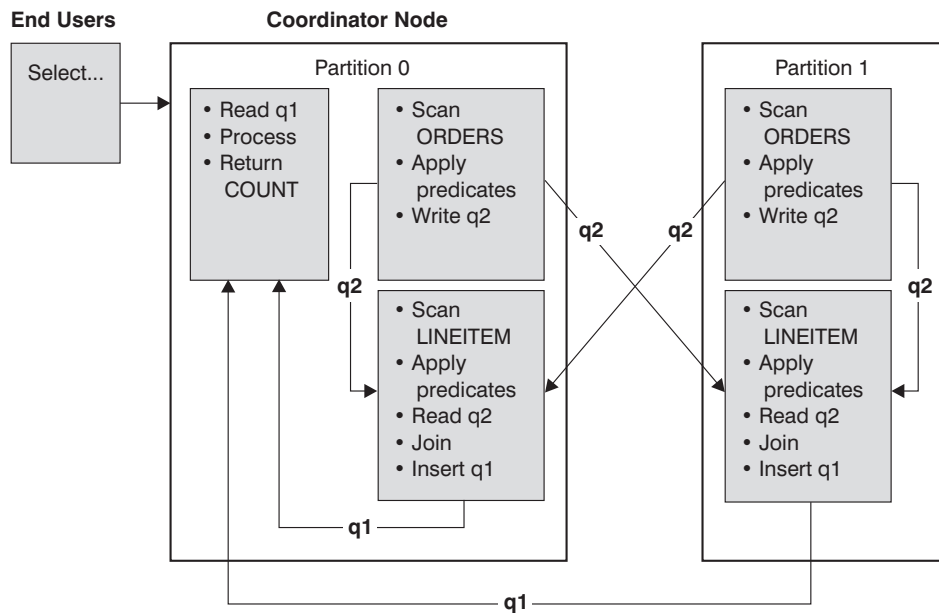 End Users
Coordinator Node
Select...
Partition 0
• Read q1
• Process
• Return
COUNT
• Scan
ORDERS
• Apply
predicates
• Write q2
• Scan
LINEITEM
• Apply
predicates
• Read q2
• Join
• Insert q1
Partition 1
• Scan
ORDERS
• Apply
predicates
• Write q2
• Scan
LINEITEM
• Apply
predicates
• Read q2
• Join
• Insert q1
q2
q2
q2
q2
q1
q1